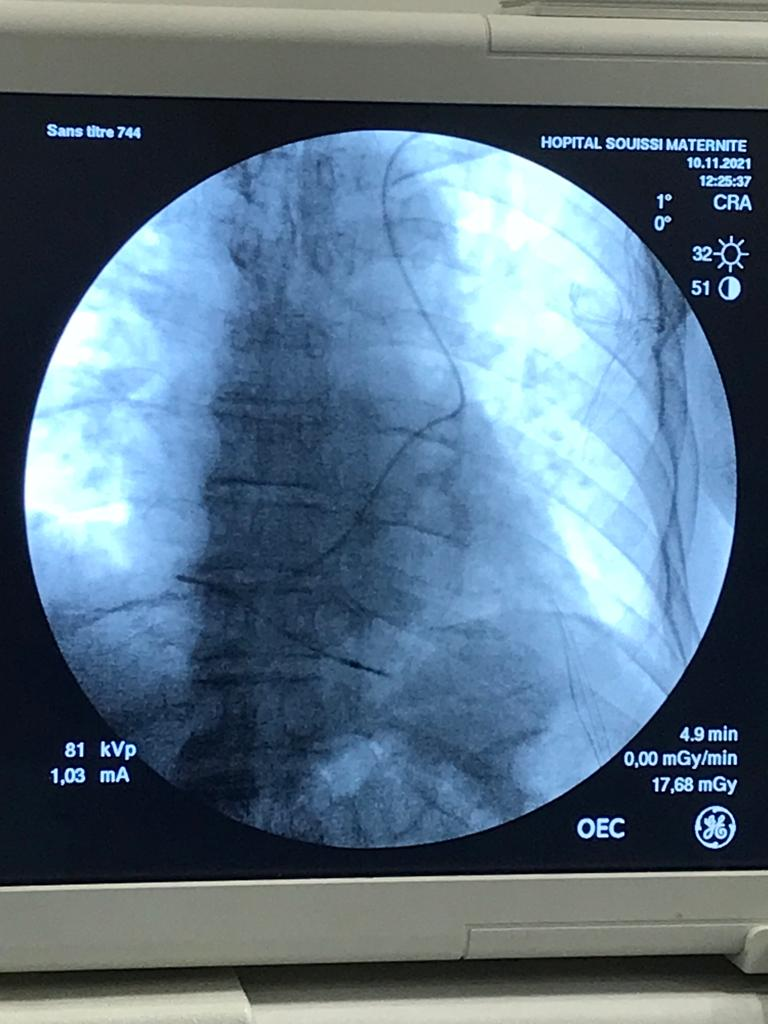 Sans titre 744
HOPITAL SOUISSI MATERNITE
10.11.2021
12:25:37
1° CRA
0°
32
51
81 kVp
1,03 mA
4.9 min
0,00 mGy/min
17,68 mGy
OEC
GE